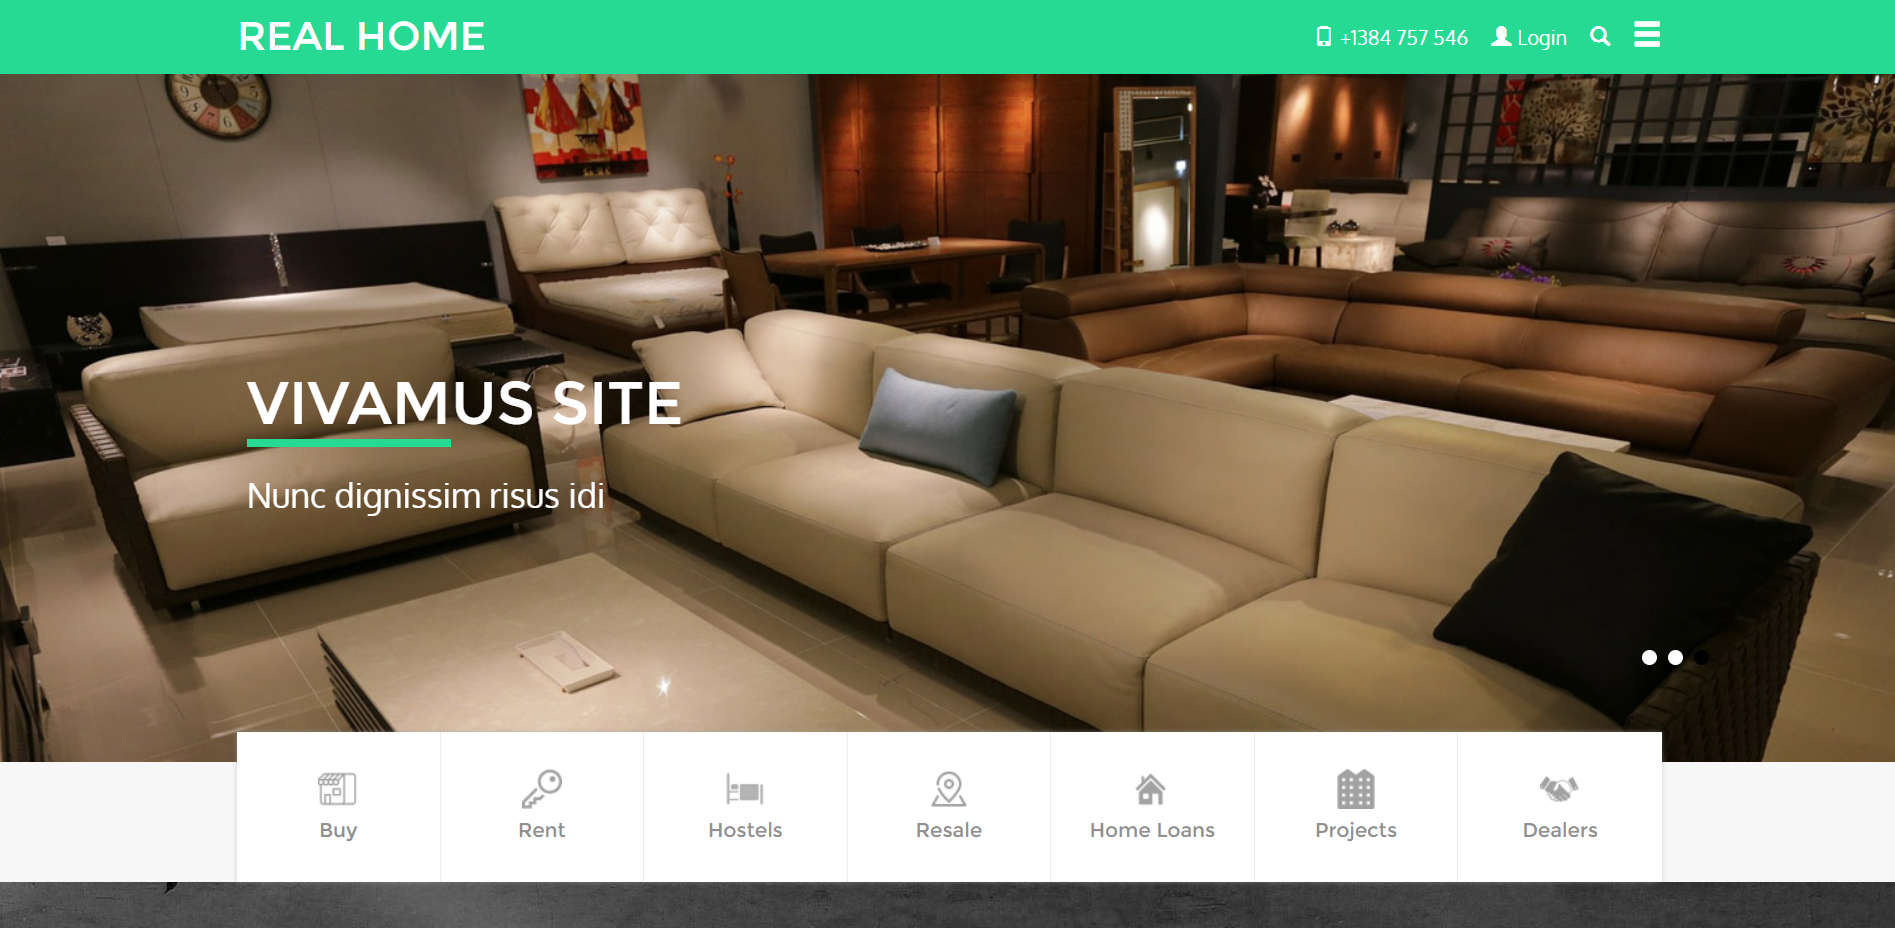 REAL HOME
+1384 757 546
Login
VIVAMUS SITE
Nunc dignissim risus idi
Buy
Rent
Hostels
Resale
Home Loans
Projects
Dealers